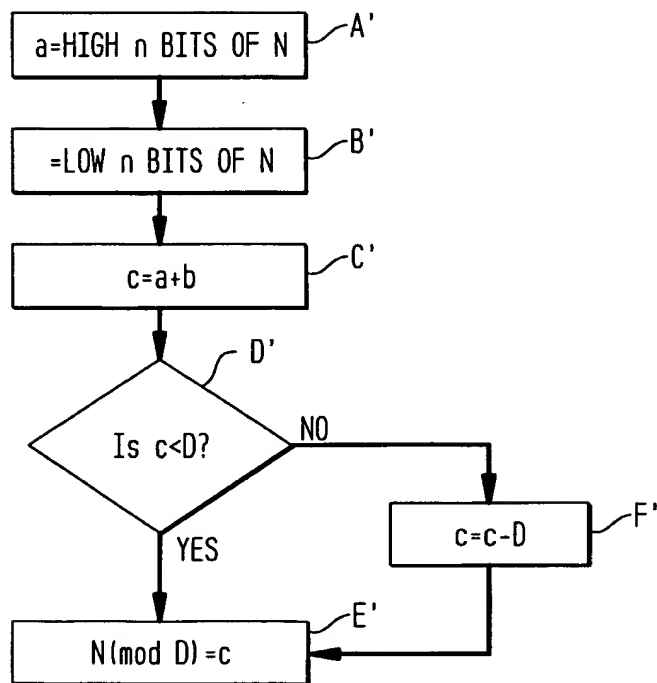 a=HIGH n BITS OF N
A'
=LOW n BITS OF N
B'
c=a+b
C'
D'
Is c<D?
NO
YES
c=c-D
F'
E'
N(mod D)=c